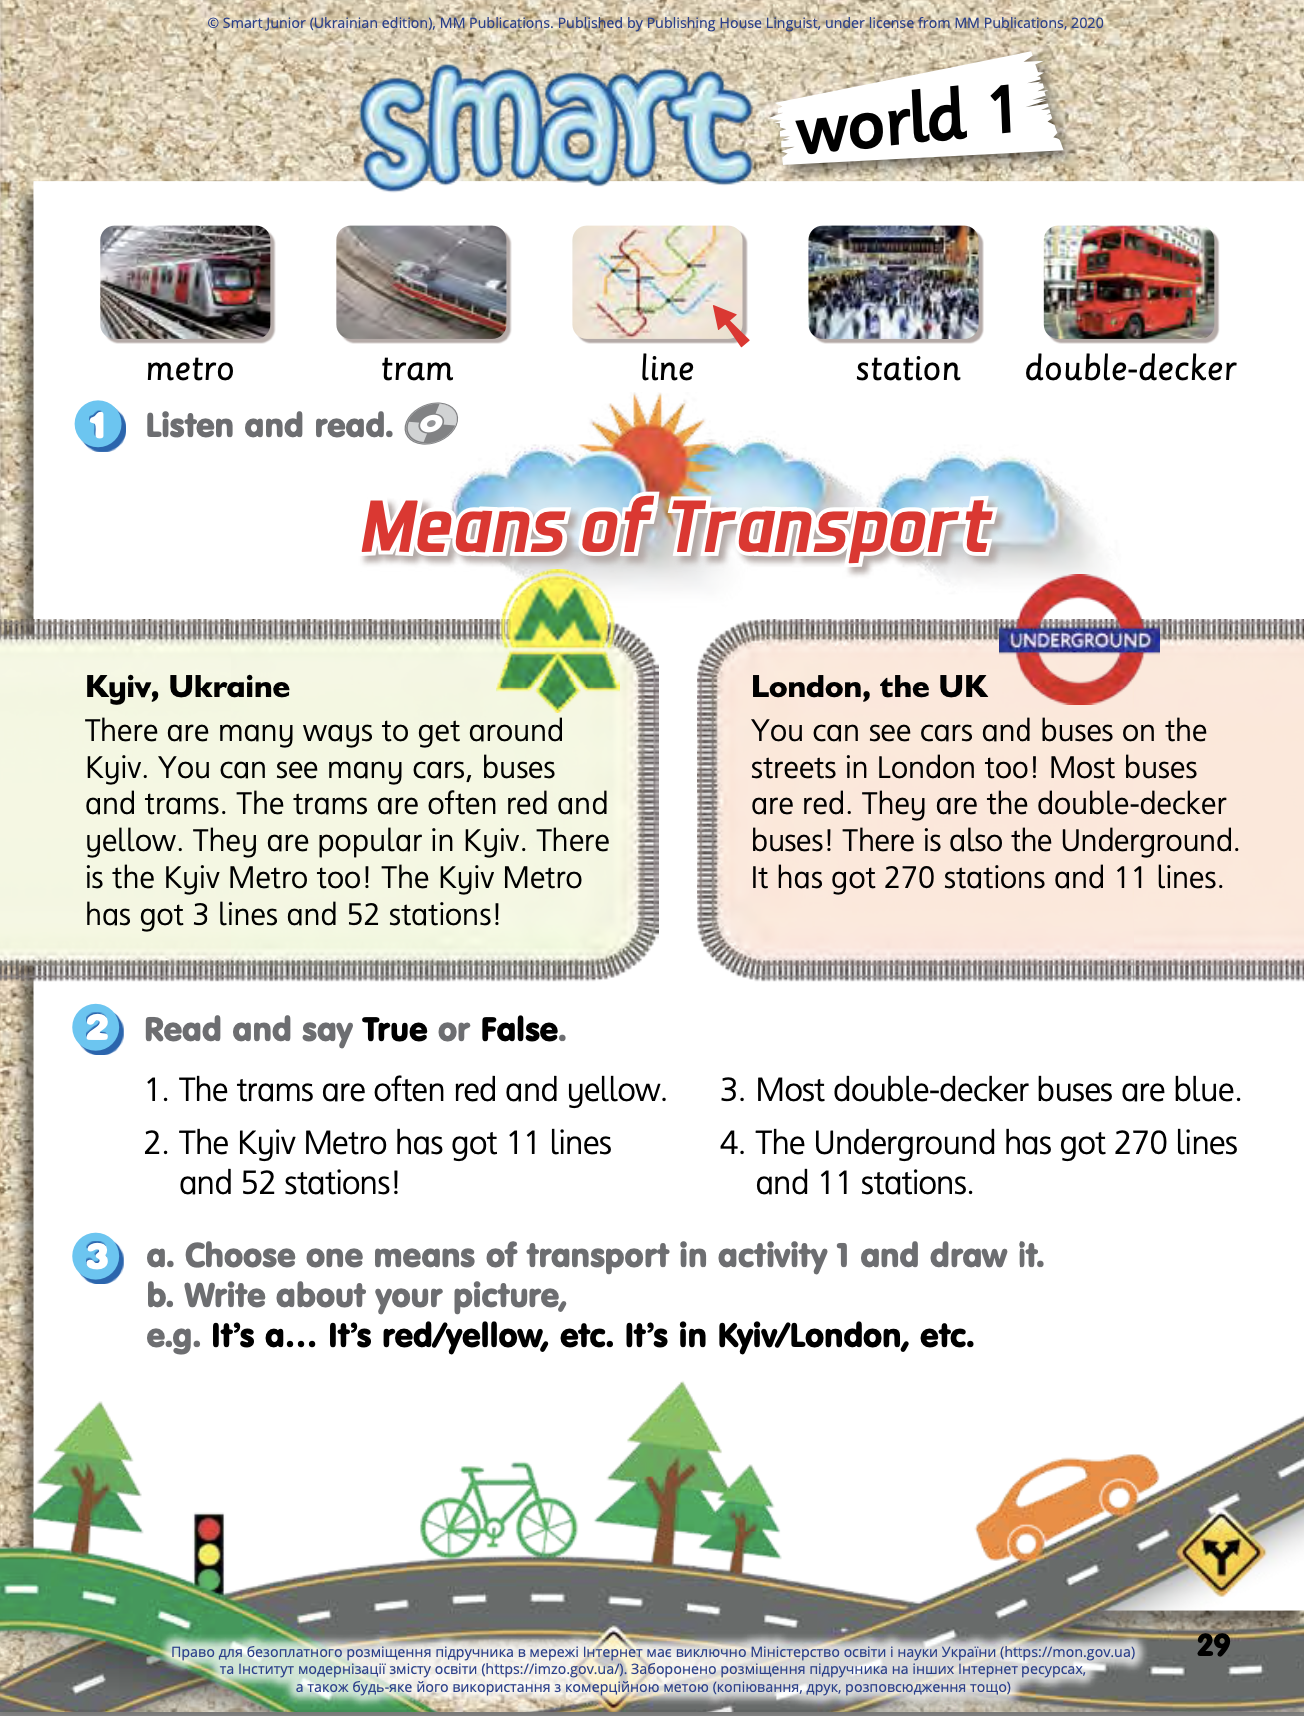 © Smart Junior (Ukrainian edition), MM Publications. Published by Publishing House Linguist, under license from MM Publications, 2020
smart world 1
metro tram line station double-decker
1 Listen and read.
Means of Transport
UNDERGROUND
Kyiv, Ukraine
There are many ways to get around
Kyiv. You can see many cars, buses
and trams. The trams are often red and
yellow. They are popular in Kyiv. There
is the Kyiv Metro too! The Kyiv Metro
has got 3 lines and 52 stations!
London, the UK
You can see cars and buses on the
streets in London too! Most buses
are red. They are the double-decker
buses! There is also the Underground.
It has got 270 stations and 11 lines.
2 Read and say True or False.
1. The trams are often red and yellow.
2. The Kyiv Metro has got 11 lines
and 52 stations!
3. Most double-decker buses are blue.
4. The Underground has got 270 lines
and 11 stations.
3 a. Choose one means of transport in activity 1 and draw it.
b. Write about your picture,
e.g. It's a... It's red/yellow, etc. It's in Kyiv/London, etc.
29
Право для безоплатного розміщення підручника в мережі Інтернет має виключно Міністерство освіти і науки України (https://mon.gov.ua)
та Інститут модернізації змісту освіти (https://imzo.gov.ua/). Заборонено розміщення підручника на інших Інтернет ресурсах,
а також будь-яке його використання з комерційною метою (копіювання, друк, розповсюдження тощо)